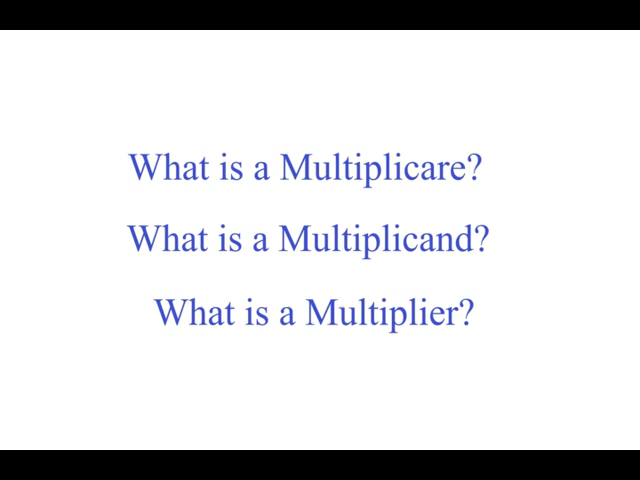 What is a Multiplicare?
What is a Multiplicand?
What is a Multiplier?